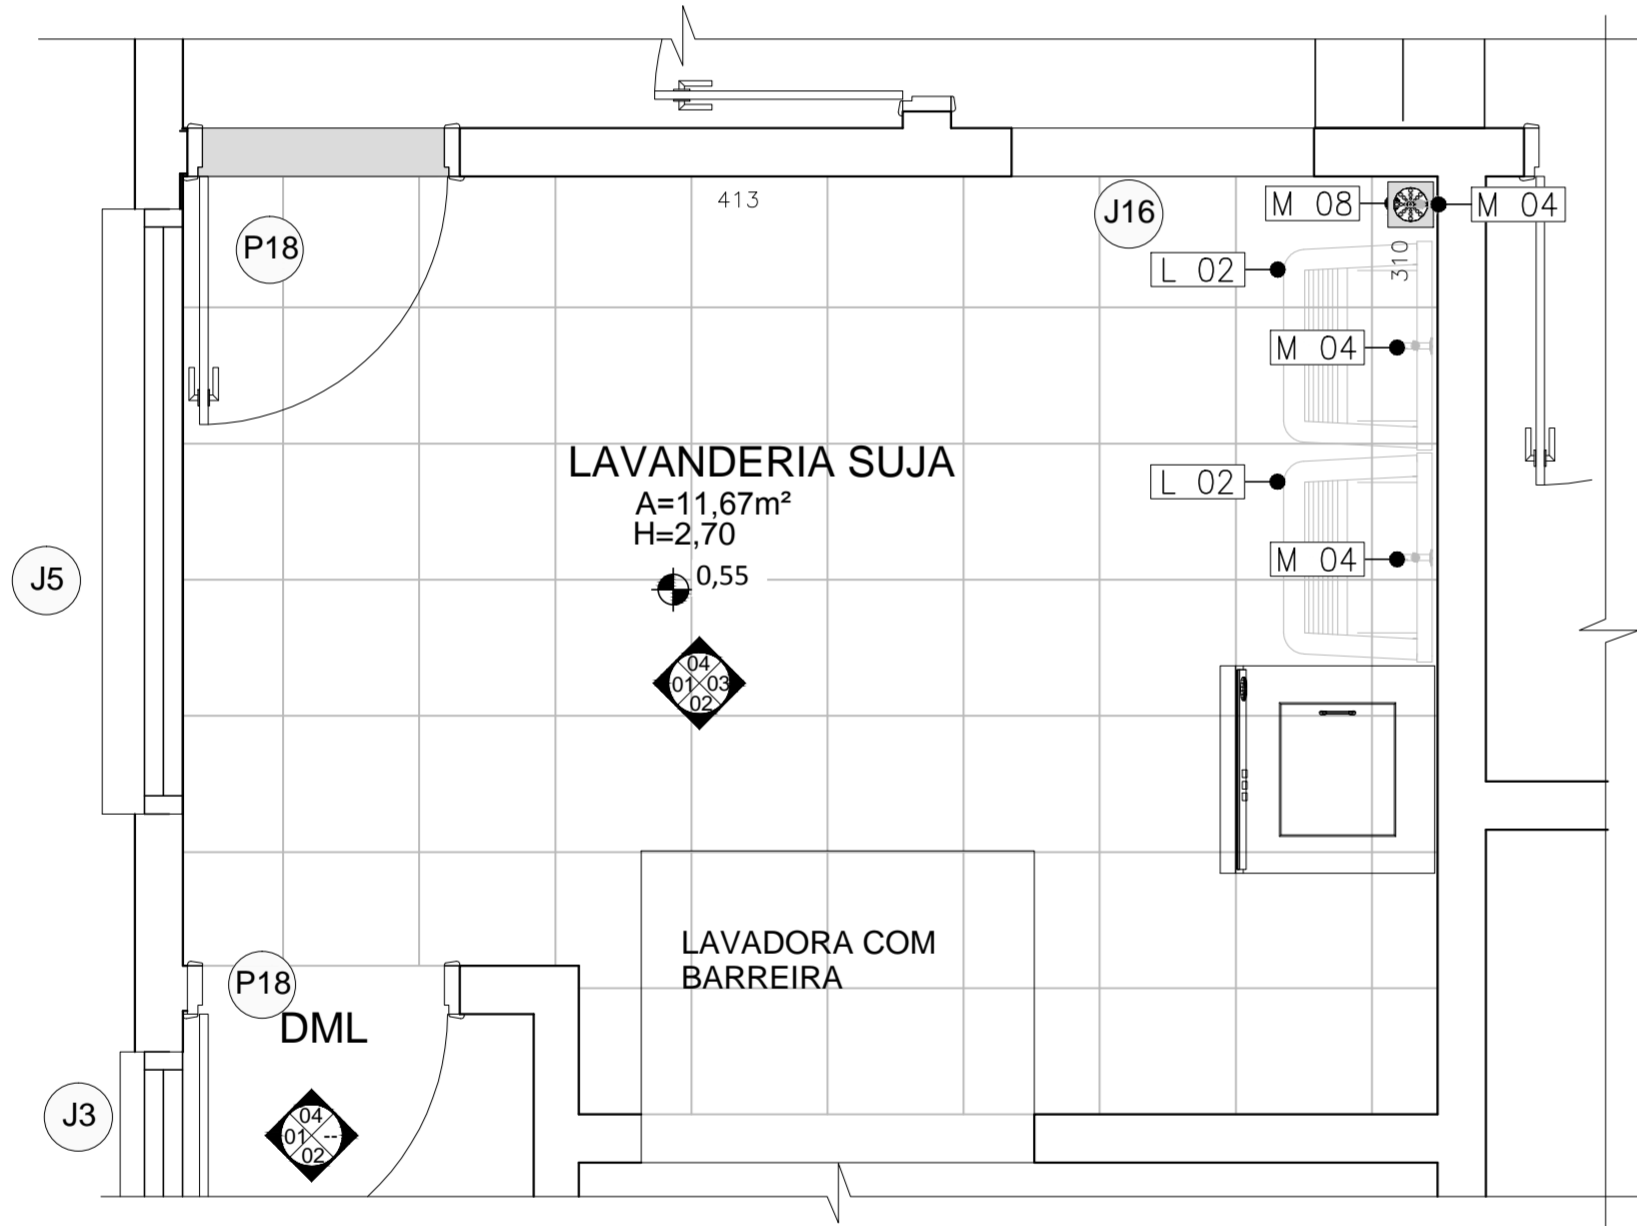 413
J16
M 08
M 04
P18
L 02
310
M 04
LAVANDERIA SUJA
A=11,67m²
H=2,70
L 02
M 04
J5
0,55
04
01 03
02
LAVADORA COM
BARREIRA
P18
DML
J3
04
01 --
02